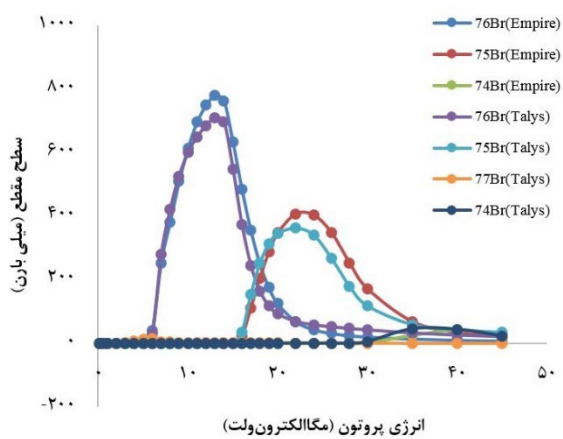 ۱۰۰۰
۸۰۰
۶۰۰
۴۰۰
۲۰۰
۰
-۲۰۰
سطح مقطع (میلی بارن)
۰
۱۰
۲۰
۳۰
۴۰
۵۰
انرژی پروتون (مگاالکترون‌ولت)
76Br(Empire)
75Br(Empire)
74Br(Empire)
76Br(Talys)
75Br(Talys)
77Br(Talys)
74Br(Talys)